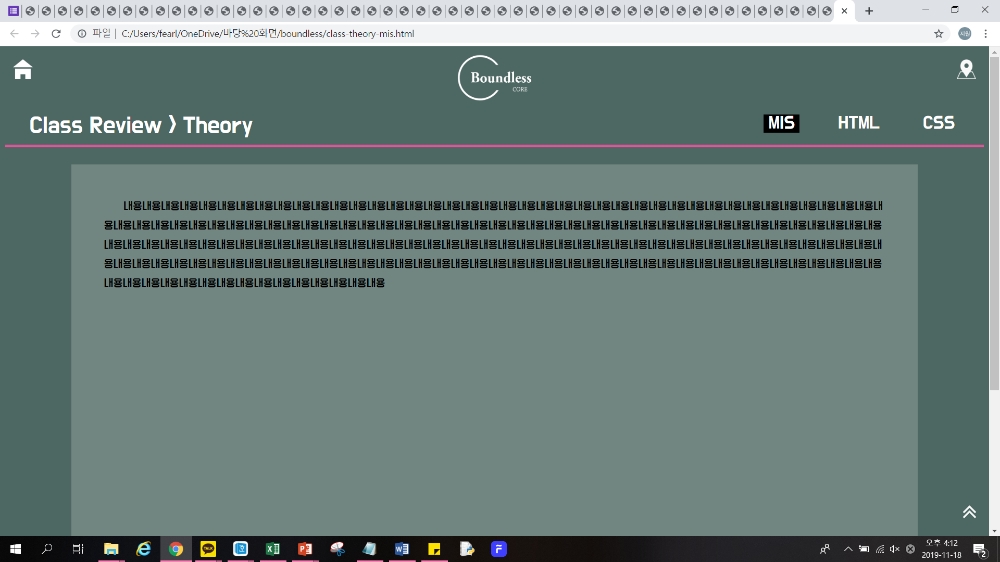 파일 | C:/Users/fearl/OneDrive/바탕%20화면/boundless/class-theory-mis.html
지원
Boundless
CORE
Class Review > Theory
MIS HTML CSS
내용내용내용내용내용내용내용내용내용내용내용내용내용내용내용내용내용내용내용내용내용내용내용내용내용내용내용내용내용내용내용내용내용내용내용내용내용내용내용내용내
용내용내용내용내용내용내용내용내용내용내용내용내용내용내용내용내용내용내용내용내용내용내용내용내용내용내용내용내용내용내용내용내용내용내용내용내용내용내용내용내용내용
내용내용내용내용내용내용내용내용내용내용내용내용내용내용내용내용내용내용내용내용내용내용내용내용내용내용내용내용내용내용내용내용내용내용내용내용내용내용내용내용내용내
용내용내용내용내용내용내용내용내용내용내용내용내용내용내용내용내용내용내용내용내용내용내용내용내용내용내용내용내용내용내용내용내용내용내용내용내용내용내용내용내용내용
내용내용내용내용내용내용내용내용내용내용내용내용내용내용내용
TALK
오후 4:12
2019-11-18
2